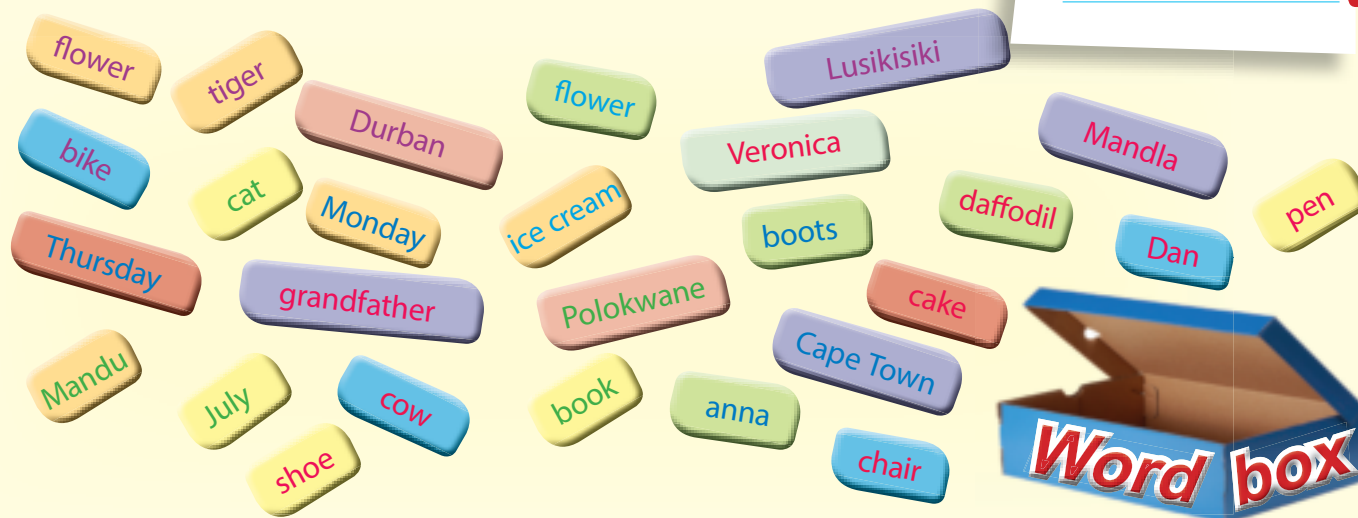 flower
tiger
Durban
flower
Lusikisiki
bike
cat
Monday
ice cream
Veronica
boots
daffodil
Mandla
Dan
pen
Thursday
grandfather
Polokwane
cake
Cape Town
Mandu
July
cow
book
anna
shoe
chair
Word box